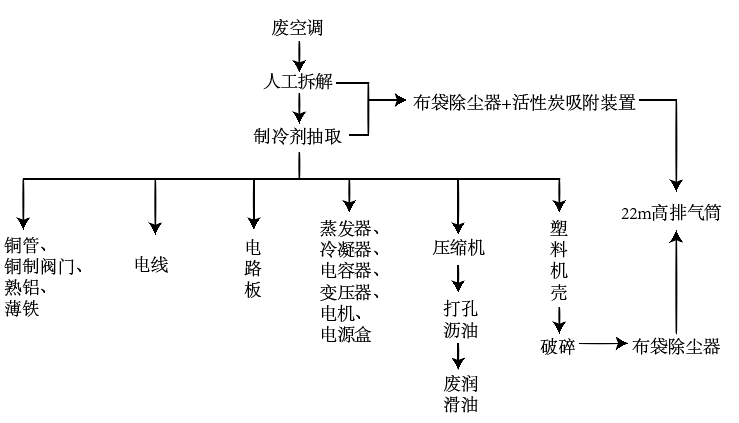 废空调
人工拆解
布袋除尘器+活性炭吸附装置
制冷剂抽取
22m高排气筒
铜管、
铜制阀门、
熟铝、
薄铁
电线
电
路
板
蒸发器、
冷凝器、
电容器、
变压器、
电机、
电源盒
压缩机
打孔
沥油
废润
滑油
塑
料
机
壳
破碎
布袋除尘器